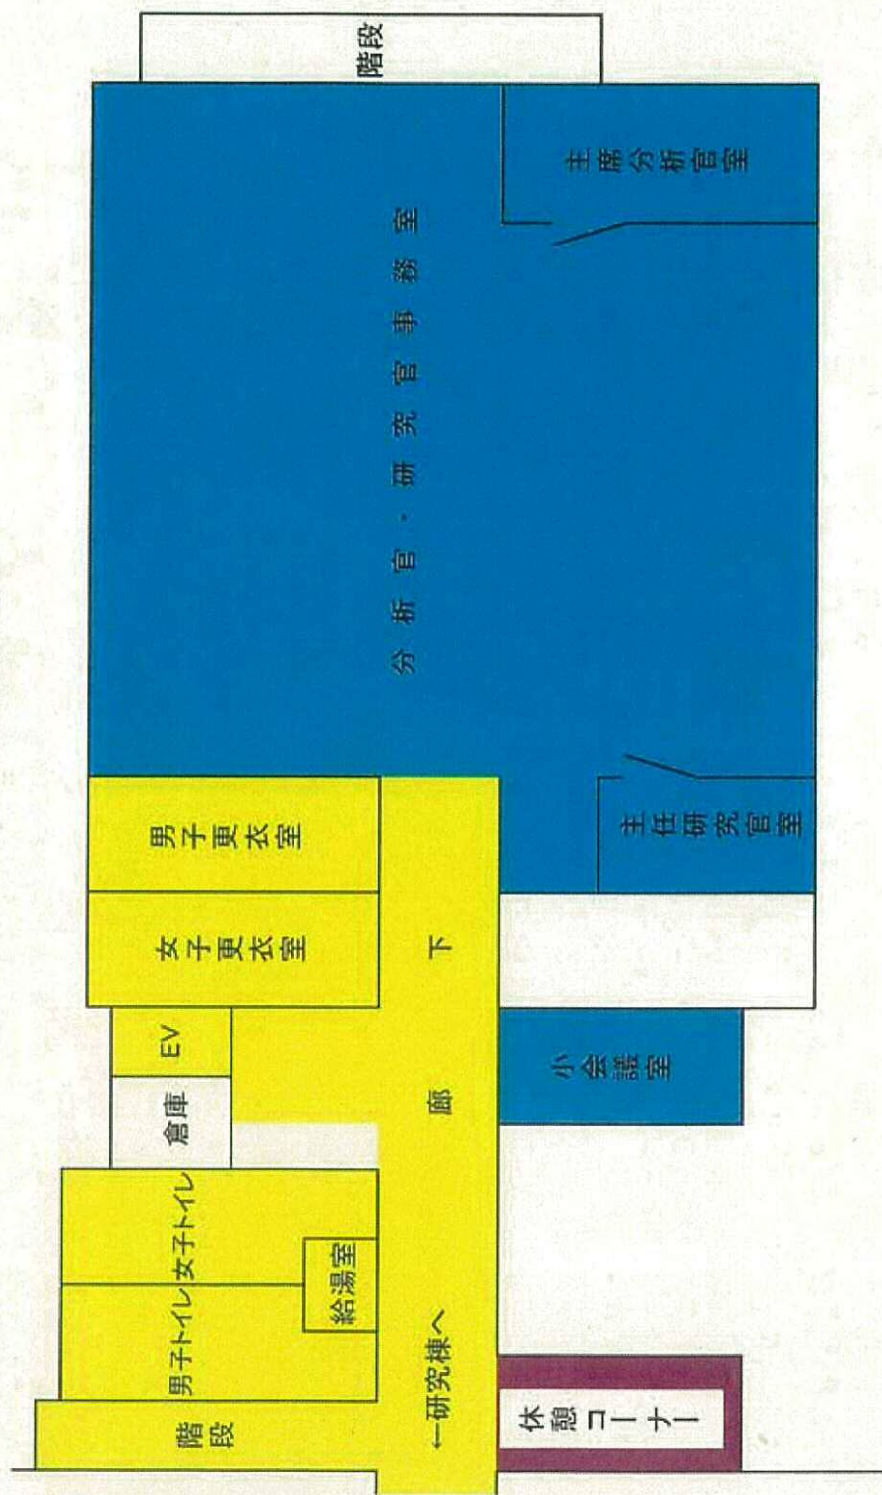 階段
主席分析官室
分析官・研究官事務室
男子更衣室
主任研究官室
女子更衣室
廊下
EV
小会議室
倉庫
女子トイレ
給湯室
男子トイレ
←研究棟へ
階段
休憩コーナー